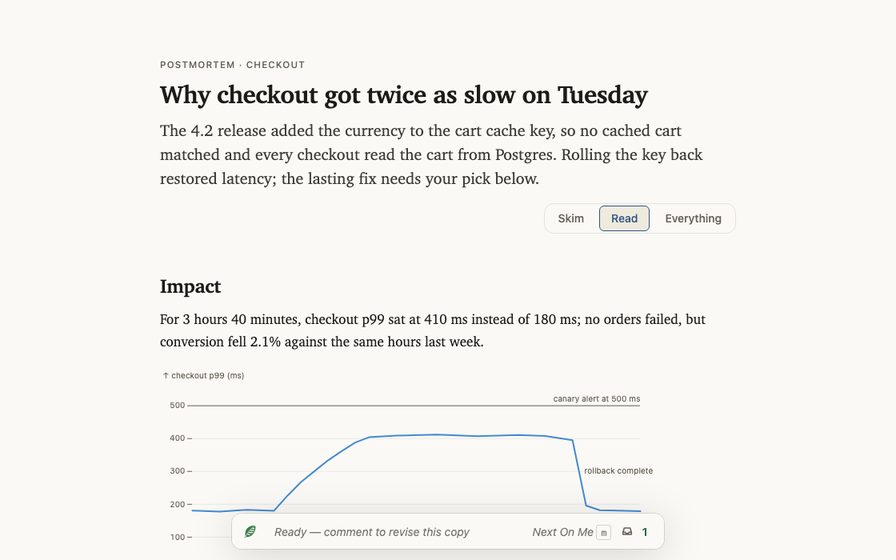 POSTMORTEM · CHECKOUT
Why checkout got twice as slow on Tuesday
The 4.2 release added the currency to the cart cache key, so no cached cart
matched and every checkout read the cart from Postgres. Rolling the key back
restored latency; the lasting fix needs your pick below.
Skim Read Everything
Impact
For 3 hours 40 minutes, checkout p99 sat at 410 ms instead of 180 ms; no orders failed, but
conversion fell 2.1% against the same hours last week.
↑ checkout p99 (ms)
canary alert at 500 ms
500
400
300
rollback complete
200
100
Ready — comment to revise this copy Next On Me m 1